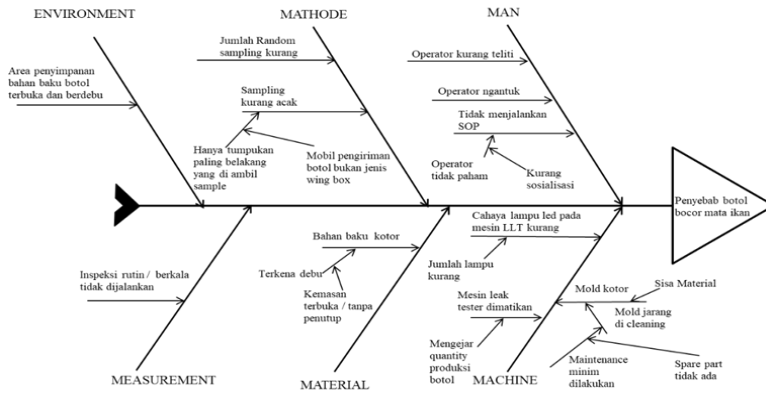 ENVIRONMENT
MATHODE
MAN
Jumlah Random
sampling kurang
Operator kurang teliti
Area penyimpanan
bahan baku botol
terbuka dan berdebu
Sampling
kurang acak
Operator ngantuk
Tidak menjalankan
SOP
Hanya tumpukan
paling belakang
yang di ambil
sample
Mobil pengiriman
botol bukan jenis
wing box
Operator
tidak paham
Kurang
sosialisasi
Penyebab botol
bocor mata ikan
Cahaya lampu led pada
mesin LLT kurang
Bahan baku kotor
Jumlah lampu
kurang
Inspeksi rutin / berkala
tidak dijalankan
Terkena debu
Kemasan
terbuka / tanpa
penutup
Mesin leak
tester dimatikan
Mold kotor
Sisa Material
Mold jarang
di cleaning
Mengejar
quantity
produksi
botol
Maintenance
minim
dilakukan
Spare part
tidak ada
MEASUREMENT
MATERIAL
MACHINE